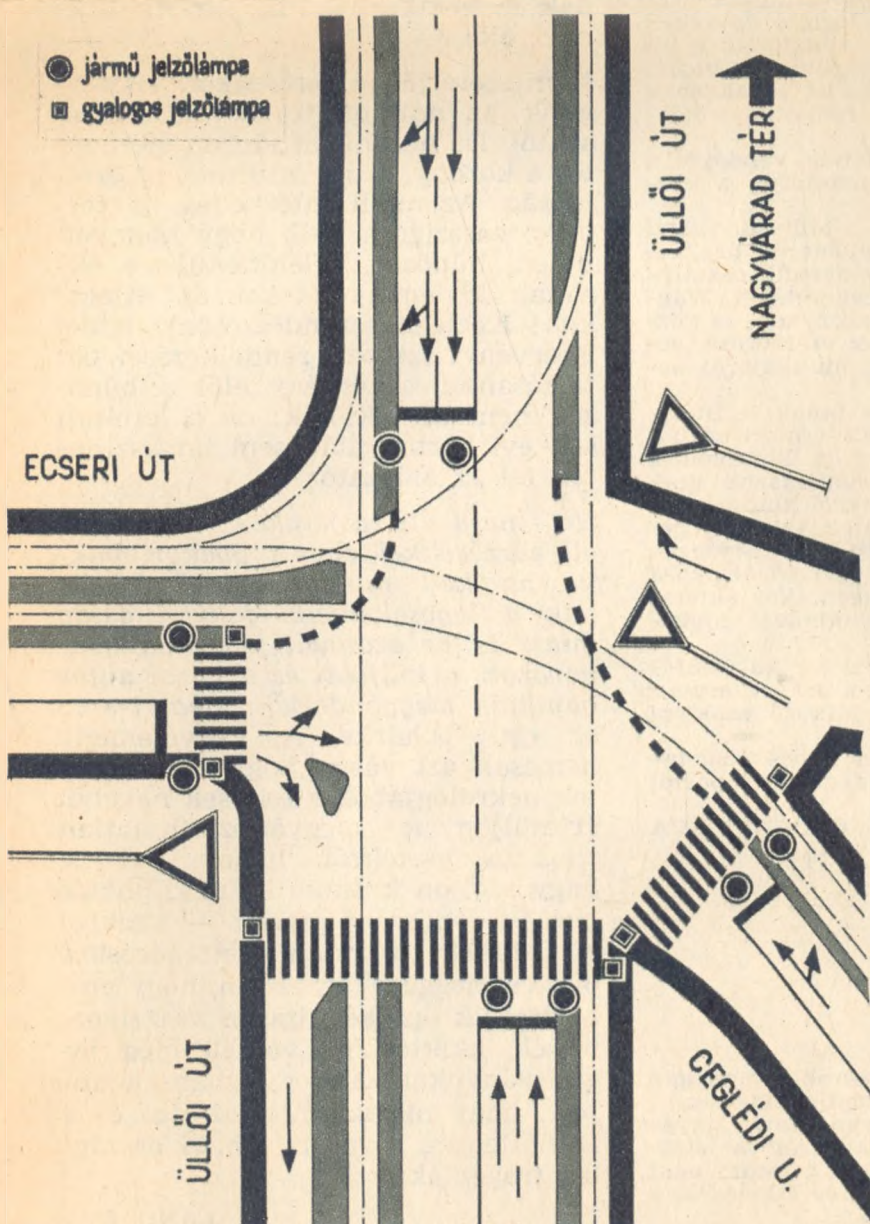 jármű jelzőlámpa
gyalogos jelzőlámpa
ÜLLŐI ÚT
NAGYVÁRAD TÉR
ECSERI ÚT
ÜLLŐI ÚT
CEGLÉDI U.